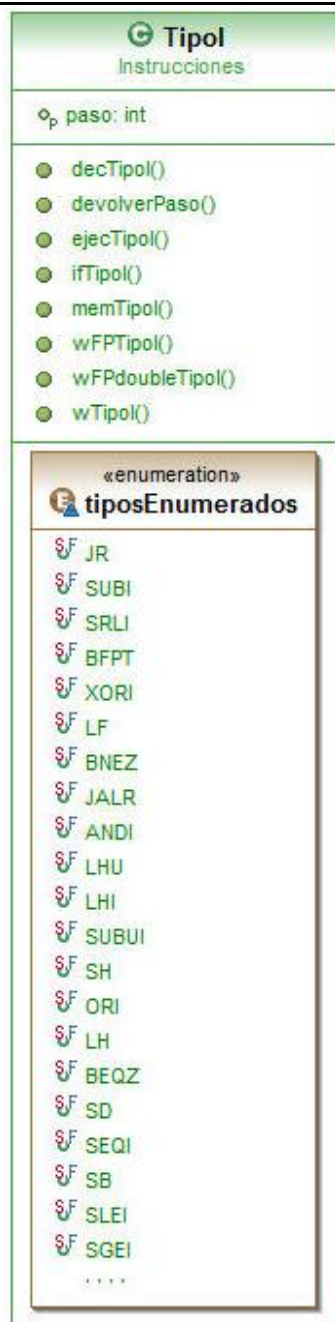 TipoI
Instrucciones
paso: int
decTipoI()
devolverPaso()
ejecTipoI()
ifTipoI()
memTipoI()
wFPTipoI()
wFPdoubleTipoI()
wTipoI()
«enumeration»
tiposEnumerados
JR
SUBI
SRLI
BFPT
XORI
LF
BNEZ
JALR
ANDI
LHU
LHI
SUBUI
SH
ORI
LH
BEQZ
SD
SEQI
SB
SLEI
SGEI
. . . .